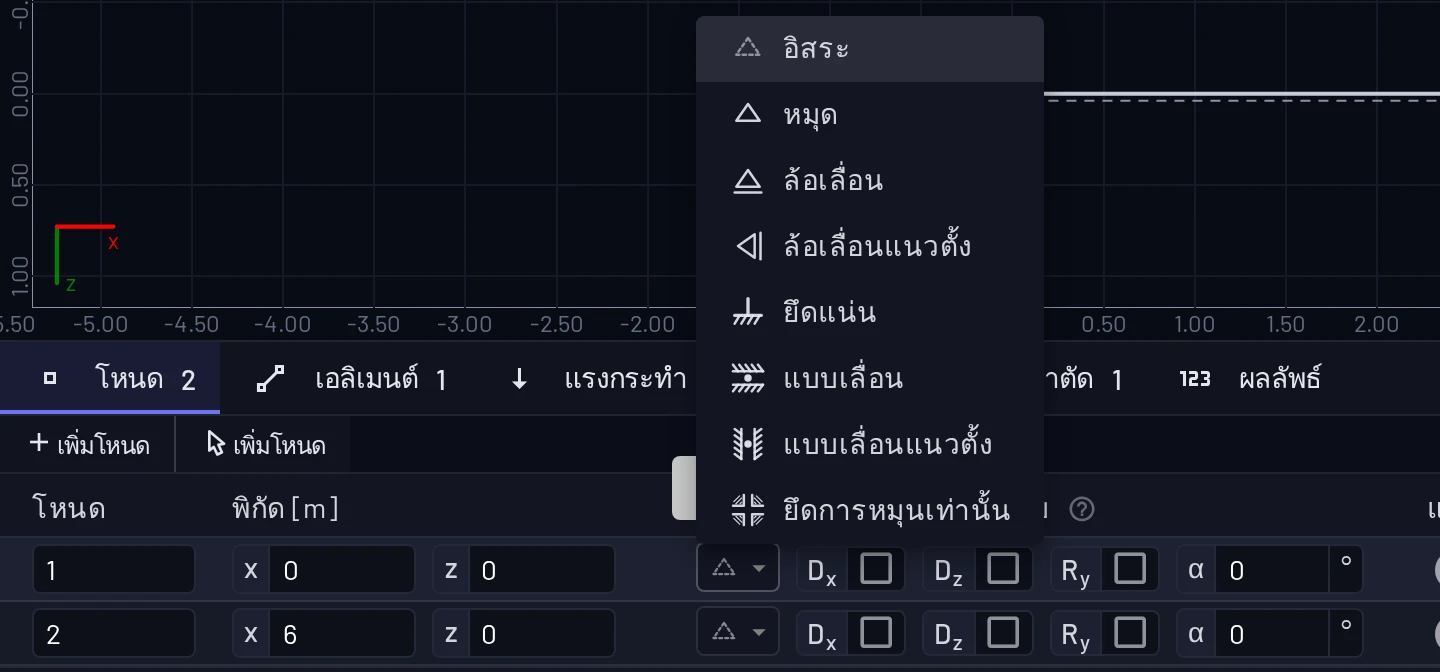 -0.
0.00
0.50
1.00
x
z
อิสระ
หมุด
ล้อเลื่อน
ล้อเลื่อนแนวตั้ง
ยึดแน่น
แบบเลื่อน
แบบเลื่อนแนวตั้ง
ยึดการหมุนเท่านั้น
5.50 -5.00 -4.50 -4.00 -3.50 -3.00 -2.50 -2.00 0.50 1.00 1.50 2.00
โหนด 2 เอลิเมนต์ 1 แรงกระทำ าตัด 1 123 ผลลัพธ์
+ เพิ่มโหนด เพิ่มโหนด
โหนด พิกัด [m] ?
1 x 0 z 0 Dx Dz Ry α 0 °
2 x 6 z 0 Dx Dz Ry α 0 °